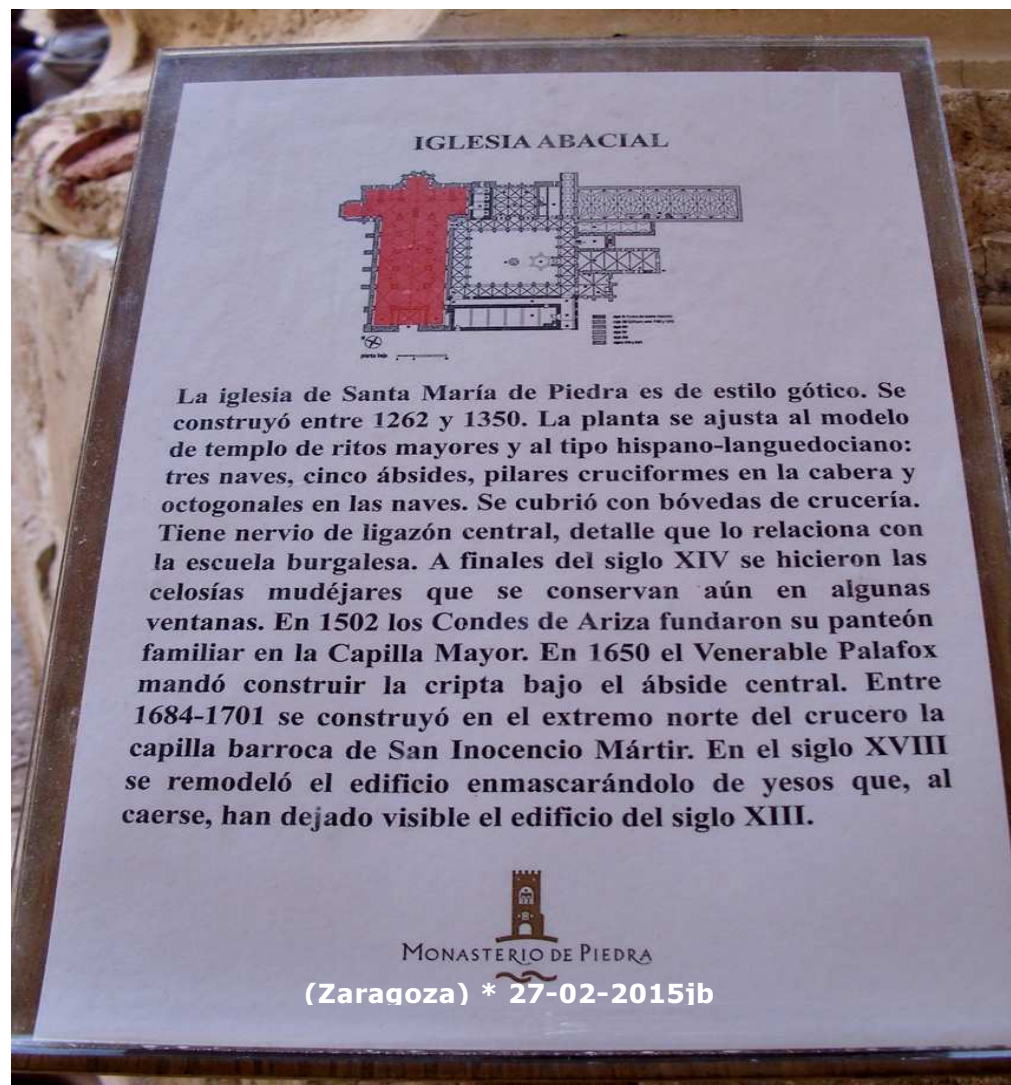 IGLESIA ABACIAL
planta baja
La iglesia de Santa María de Piedra es de estilo gótico. Se
construyó entre 1262 y 1350. La planta se ajusta al modelo
de templo de ritos mayores y al tipo hispano-languedociano:
tres naves, cinco ábsides, pilares cruciformes en la cabera y
octogonales en las naves. Se cubrió con bóvedas de crucería.
Tiene nervio de ligazón central, detalle que lo relaciona con
la escuela burgalesa. A finales del siglo XIV se hicieron las
celosías mudéjares que se conservan aún en algunas
ventanas. En 1502 los Condes de Ariza fundaron su panteón
familiar en la Capilla Mayor. En 1650 el Venerable Palafox
mandó construir la cripta bajo el ábside central. Entre
1684-1701 se construyó en el extremo norte del crucero la
capilla barroca de San Inocencio Mártir. En el siglo XVIII
se remodeló el edificio enmascarándolo de yesos que, al
caerse, han dejado visible el edificio del siglo XIII.
MONASTERIO DE PIEDRA
(Zaragoza) * 27-02-2015jb